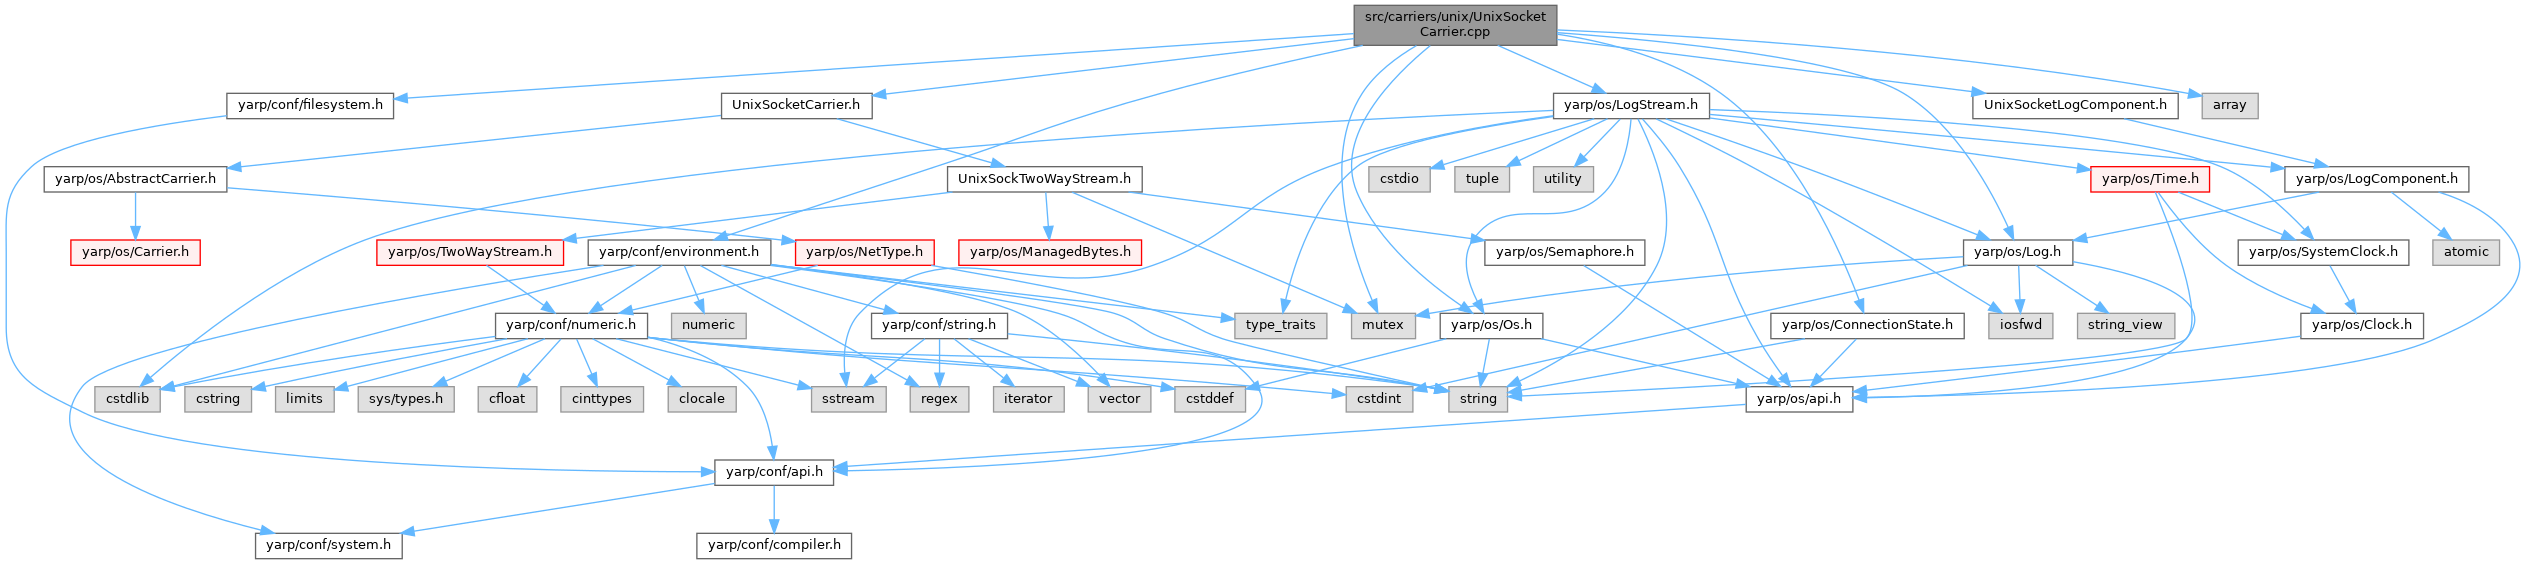 src/carriers/unix/UnixSocket
Carrier.cpp
yarp/conf/filesystem.h
UnixSocketCarrier.h
yarp/os/LogStream.h
UnixSocketLogComponent.h
array
yarp/os/AbstractCarrier.h
UnixSockTwoWayStream.h
cstdio
tuple
utility
yarp/os/Time.h
yarp/os/LogComponent.h
yarp/os/Carrier.h
yarp/os/TwoWayStream.h
yarp/conf/environment.h
yarp/os/NetType.h
yarp/os/ManagedBytes.h
yarp/os/Semaphore.h
yarp/os/Log.h
yarp/os/SystemClock.h
atomic
yarp/conf/numeric.h
numeric
yarp/conf/string.h
type_traits
mutex
yarp/os/Os.h
yarp/os/ConnectionState.h
iosfwd
string_view
yarp/os/Clock.h
cstdlib
cstring
limits
sys/types.h
cfloat
cinttypes
clocale
sstream
regex
iterator
vector
cstddef
cstdint
string
yarp/os/api.h
yarp/conf/api.h
yarp/conf/system.h
yarp/conf/compiler.h